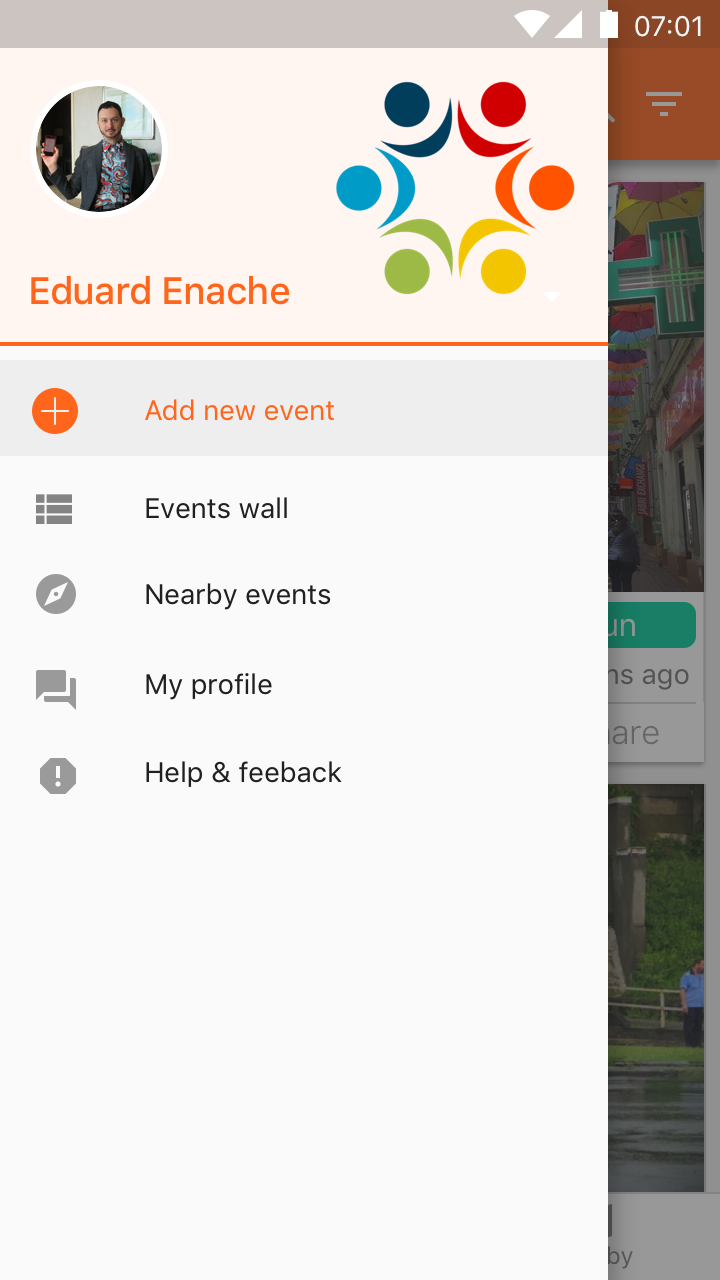 07:01
Eduard Enache
Add new event
Events wall
Nearby events
un
ns ago
My profile
are
Help & feeback
by